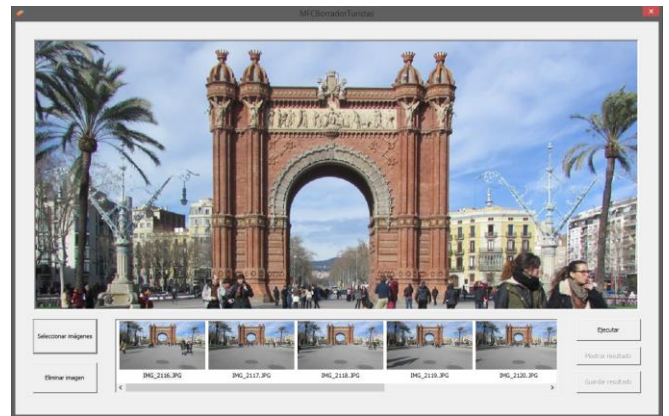 MFCBorradorTuristas
Seleccionar imágenes
Eliminar imagen
IMG_2116.JPG
IMG_2117.JPG
IMG_2118.JPG
IMG_2119.JPG
IMG_2120.JPG
Ejecutar
Mostrar resultado
Guardar resultado